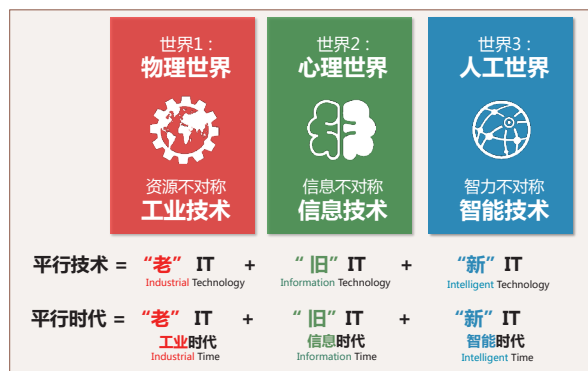 世界1：
物理世界
资源不对称
工业技术
世界2：
心理世界
信息不对称
信息技术
世界3：
人工世界
智力不对称
智能技术
平行技术 = “老” IT + “旧” IT + “新” IT
Industrial Technology Information Technology Intelligent Technology
平行时代 = “老” IT + “旧” IT + “新” IT
工业时代 信息时代 智能时代
Industrial Time Information Time Intelligent Time